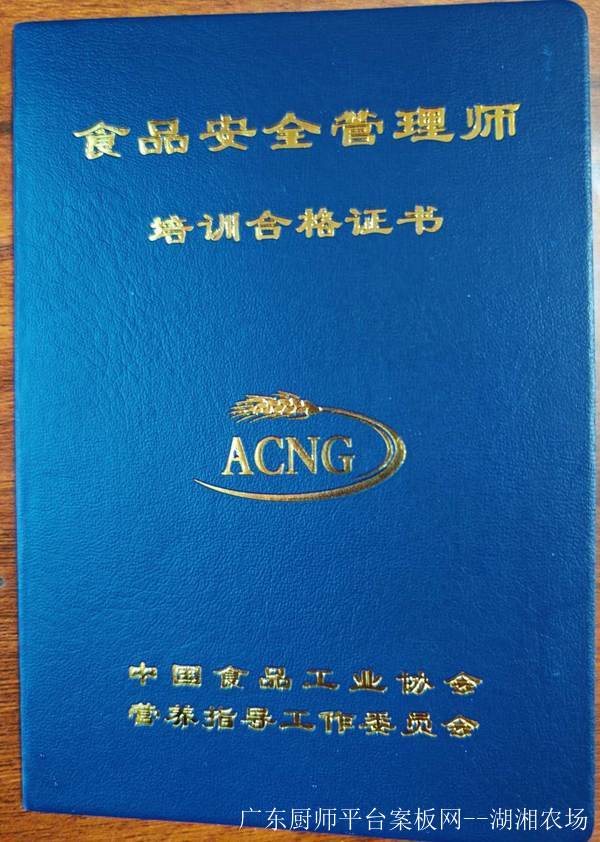 食品安全管理师
培训合格证书
ACNG
中国食品工业协会
营养指导工作委员会
广东厨师平台案板网--湖湘农场